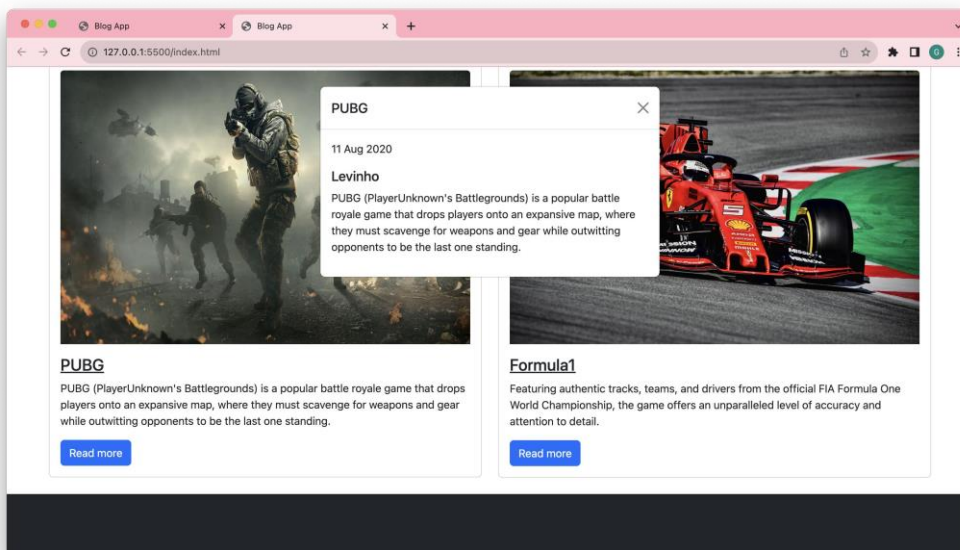 Blog App
Blog App
127.0.0.1:5500/index.html
G
PUBG
11 Aug 2020
Levinho
PUBG (PlayerUnknown's Battlegrounds) is a popular battle
royale game that drops players onto an expansive map, where
they must scavenge for weapons and gear while outwitting
opponents to be the last one standing.
5
PUBG
PUBG (PlayerUnknown's Battlegrounds) is a popular battle royale game that drops
players onto an expansive map, where they must scavenge for weapons and gear
while outwitting opponents to be the last one standing.
Read more
Formula1
Featuring authentic tracks, teams, and drivers from the official FIA Formula One
World Championship, the game offers an unparalleled level of accuracy and
attention to detail.
Read more